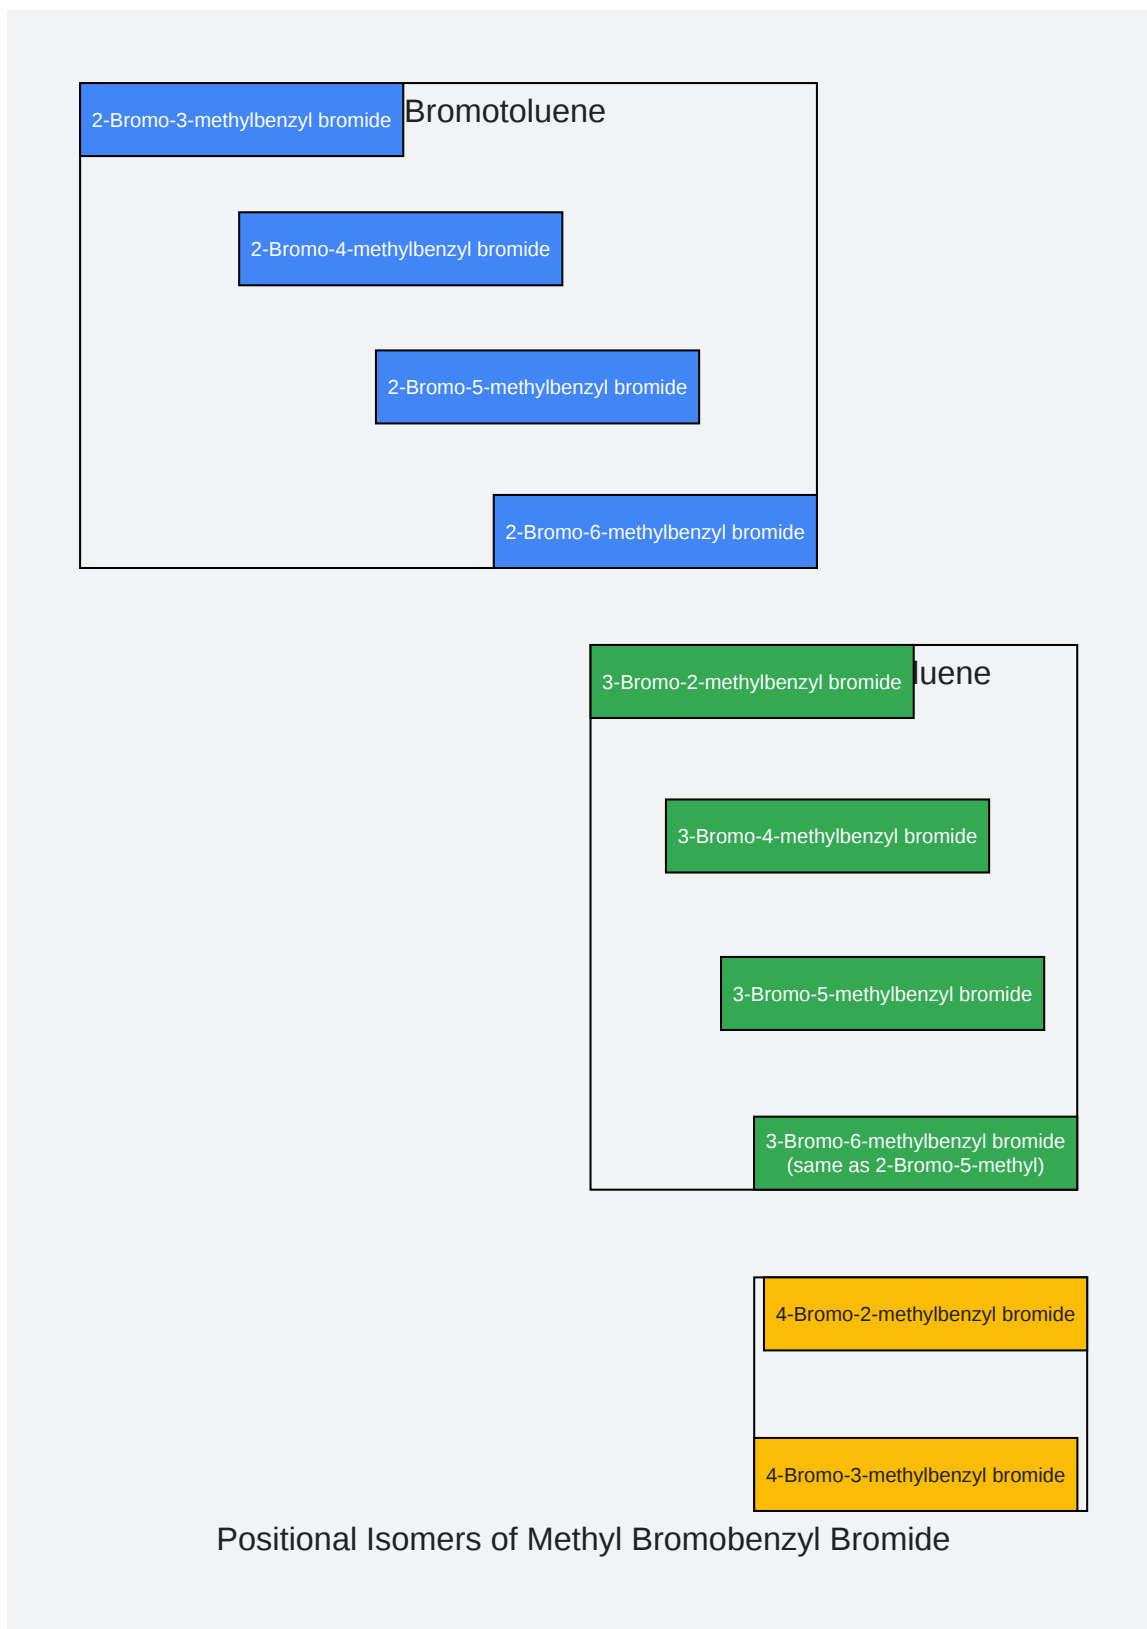 2-Bromo-3-methylbenzyl bromide
Bromotoluene
2-Bromo-4-methylbenzyl bromide
2-Bromo-5-methylbenzyl bromide
2-Bromo-6-methylbenzyl bromide
3-Bromo-2-methylbenzyl bromide
luene
3-Bromo-4-methylbenzyl bromide
3-Bromo-5-methylbenzyl bromide
3-Bromo-6-methylbenzyl bromide
(same as 2-Bromo-5-methyl)
4-Bromo-2-methylbenzyl bromide
4-Bromo-3-methylbenzyl bromide
Positional Isomers of Methyl Bromobenzyl Bromide